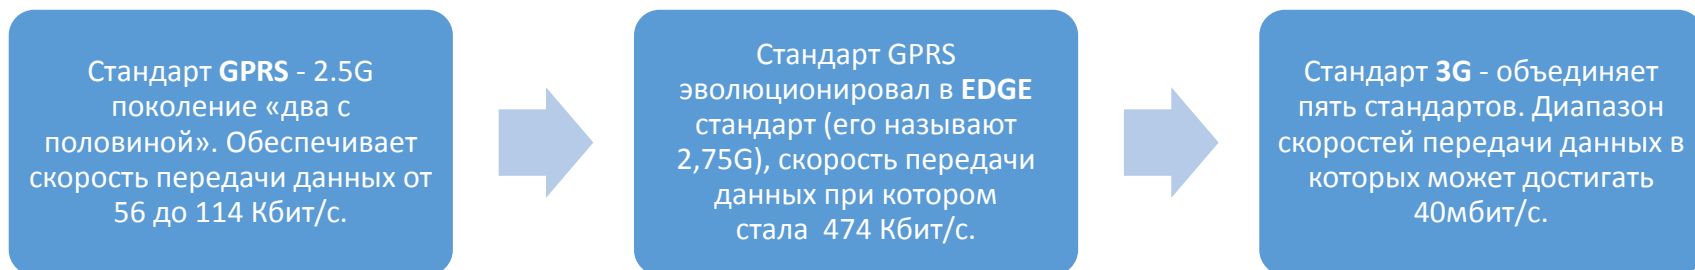 Стандарт GPRS - 2.5G
поколение «два с
половиной». Обеспечивает
скорость передачи данных от
56 до 114 Кбит/с.
Стандарт GPRS
эволюционировал в EDGE
стандарт (его называют
2,75G), скорость передачи
данных при котором
стала  474 Кбит/с.
Стандарт 3G - объединяет
пять стандартов. Диапазон
скоростей передачи данных в
которых может достигать
40мбит/с.